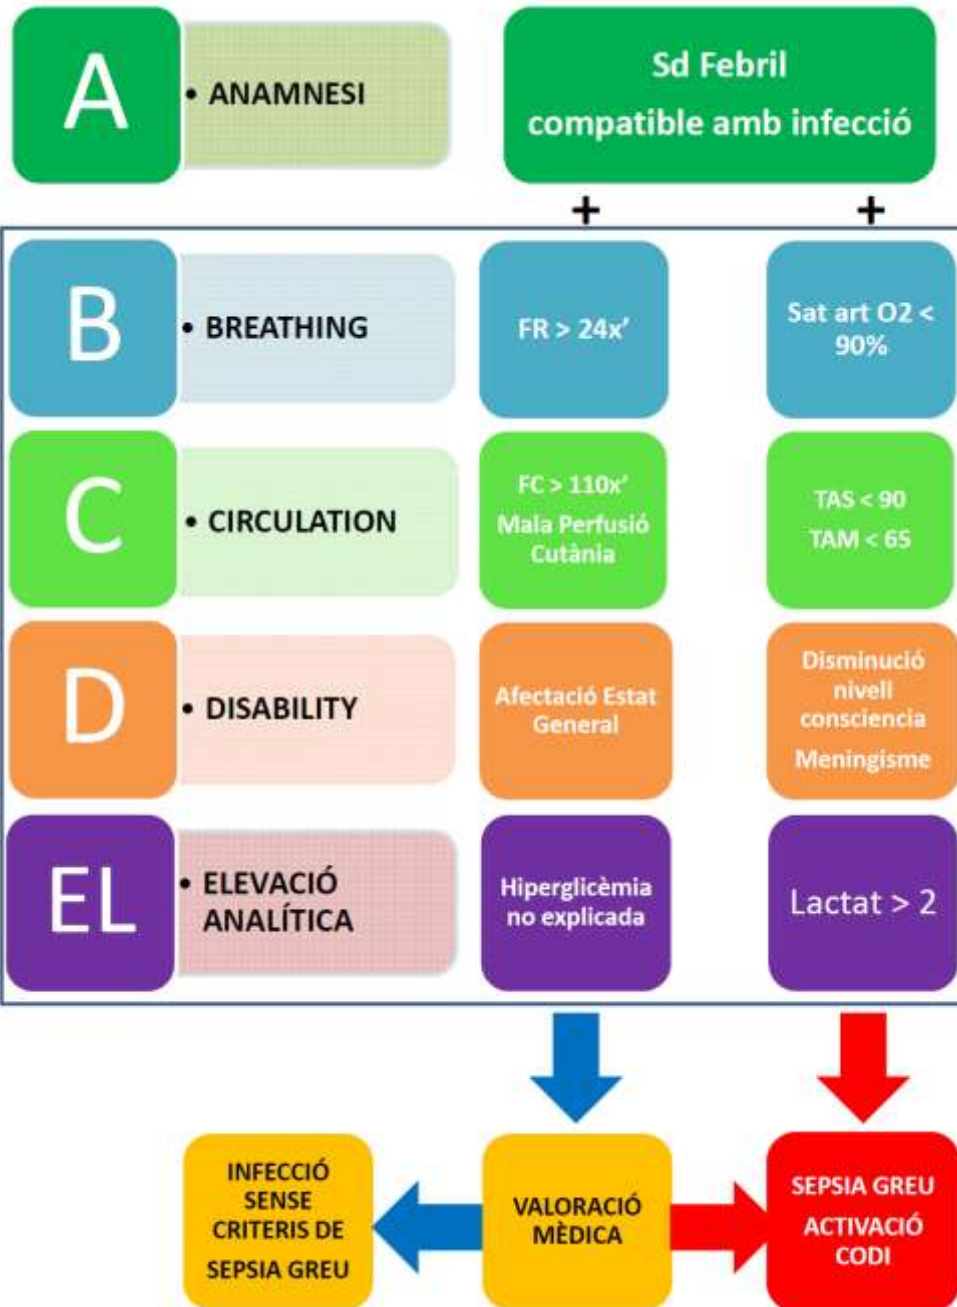 A
• ANAMNESI
Sd Febril
compatible amb infecció
+
+
B
• BREATHING
FR > 24x'
Sat art O2 <
90%
C
• CIRCULATION
FC > 110x'
Mala Perfusió
Cutània
TAS < 90
TAM < 65
D
• DISABILITY
Afectació Estat
General
Disminució
nivell
consciencia
Meningisme
EL
• ELEVACIÓ
ANALÍTICA
Hiperglicèmia
no explicada
Lactat > 2
INFECCIÓ
SENSE
CRITERIS DE
SEPSIA GREU
VALORACIÓ
MÈDICA
SEPSIA GREU
ACTIVACIÓ
CODI